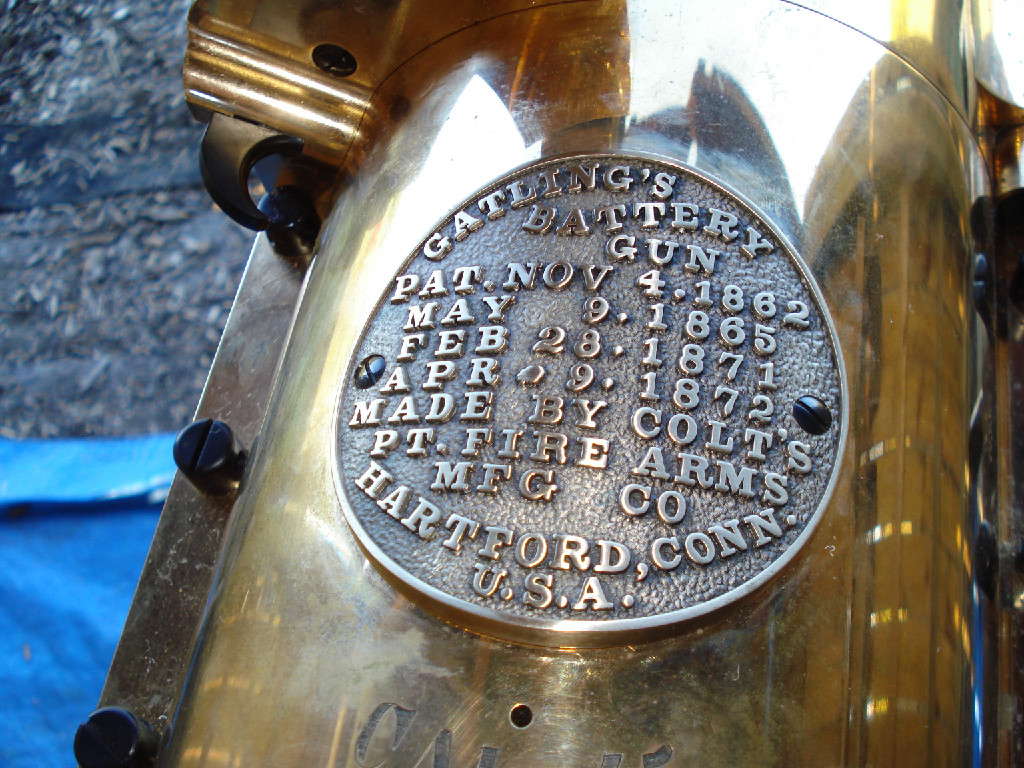 GATLING'S
BATTERY
GUN
PAT. NOV 4. 1862
MAY 9. 1865
FEB 28. 1871
APR. 9. 1872
MADE BY COLT'S
PT. FIRE ARMS
MFG CO
HARTFORD, CONN.
U.S.A.